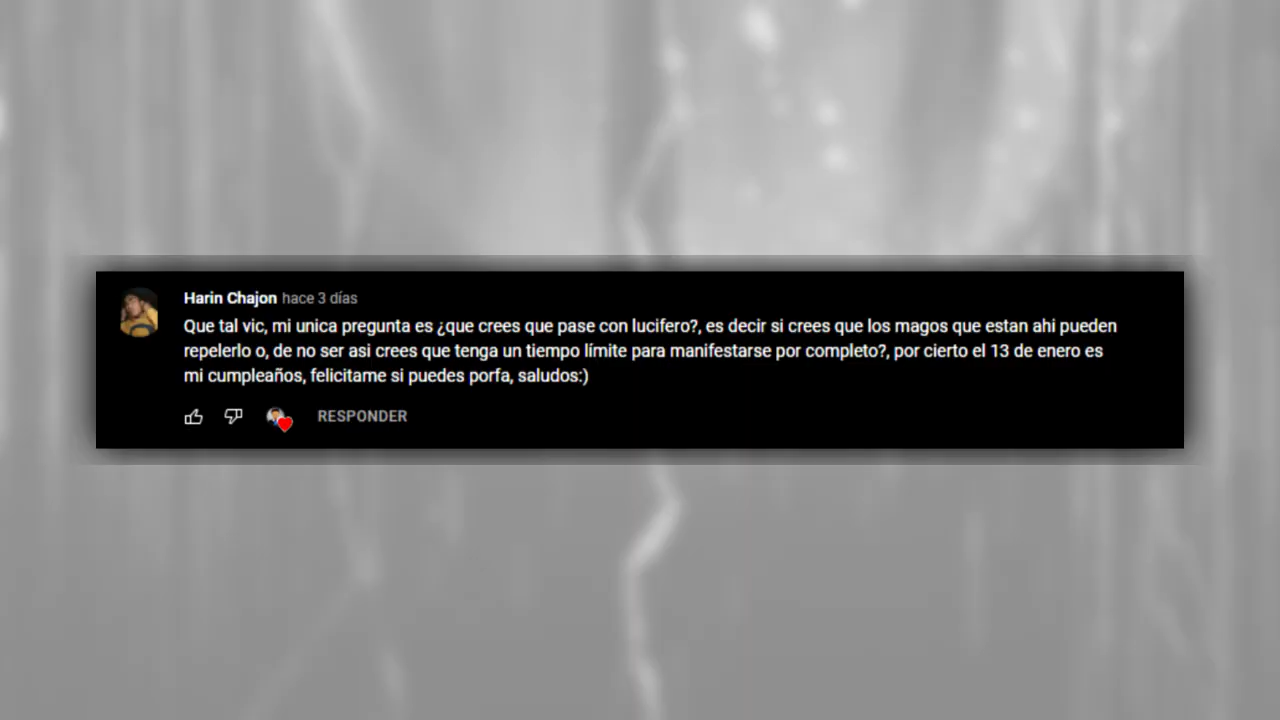 Harin Chajon hace 3 días
Que tal vic, mi unica pregunta es ¿que crees que pase con lucifero?, es decir si crees que los magos que estan ahi pueden
repelerlo o, de no ser asi crees que tenga un tiempo límite para manifestarse por completo?, por cierto el 13 de enero es
mi cumpleaños, felicitame si puedes porfa, saludos:)
RESPONDER